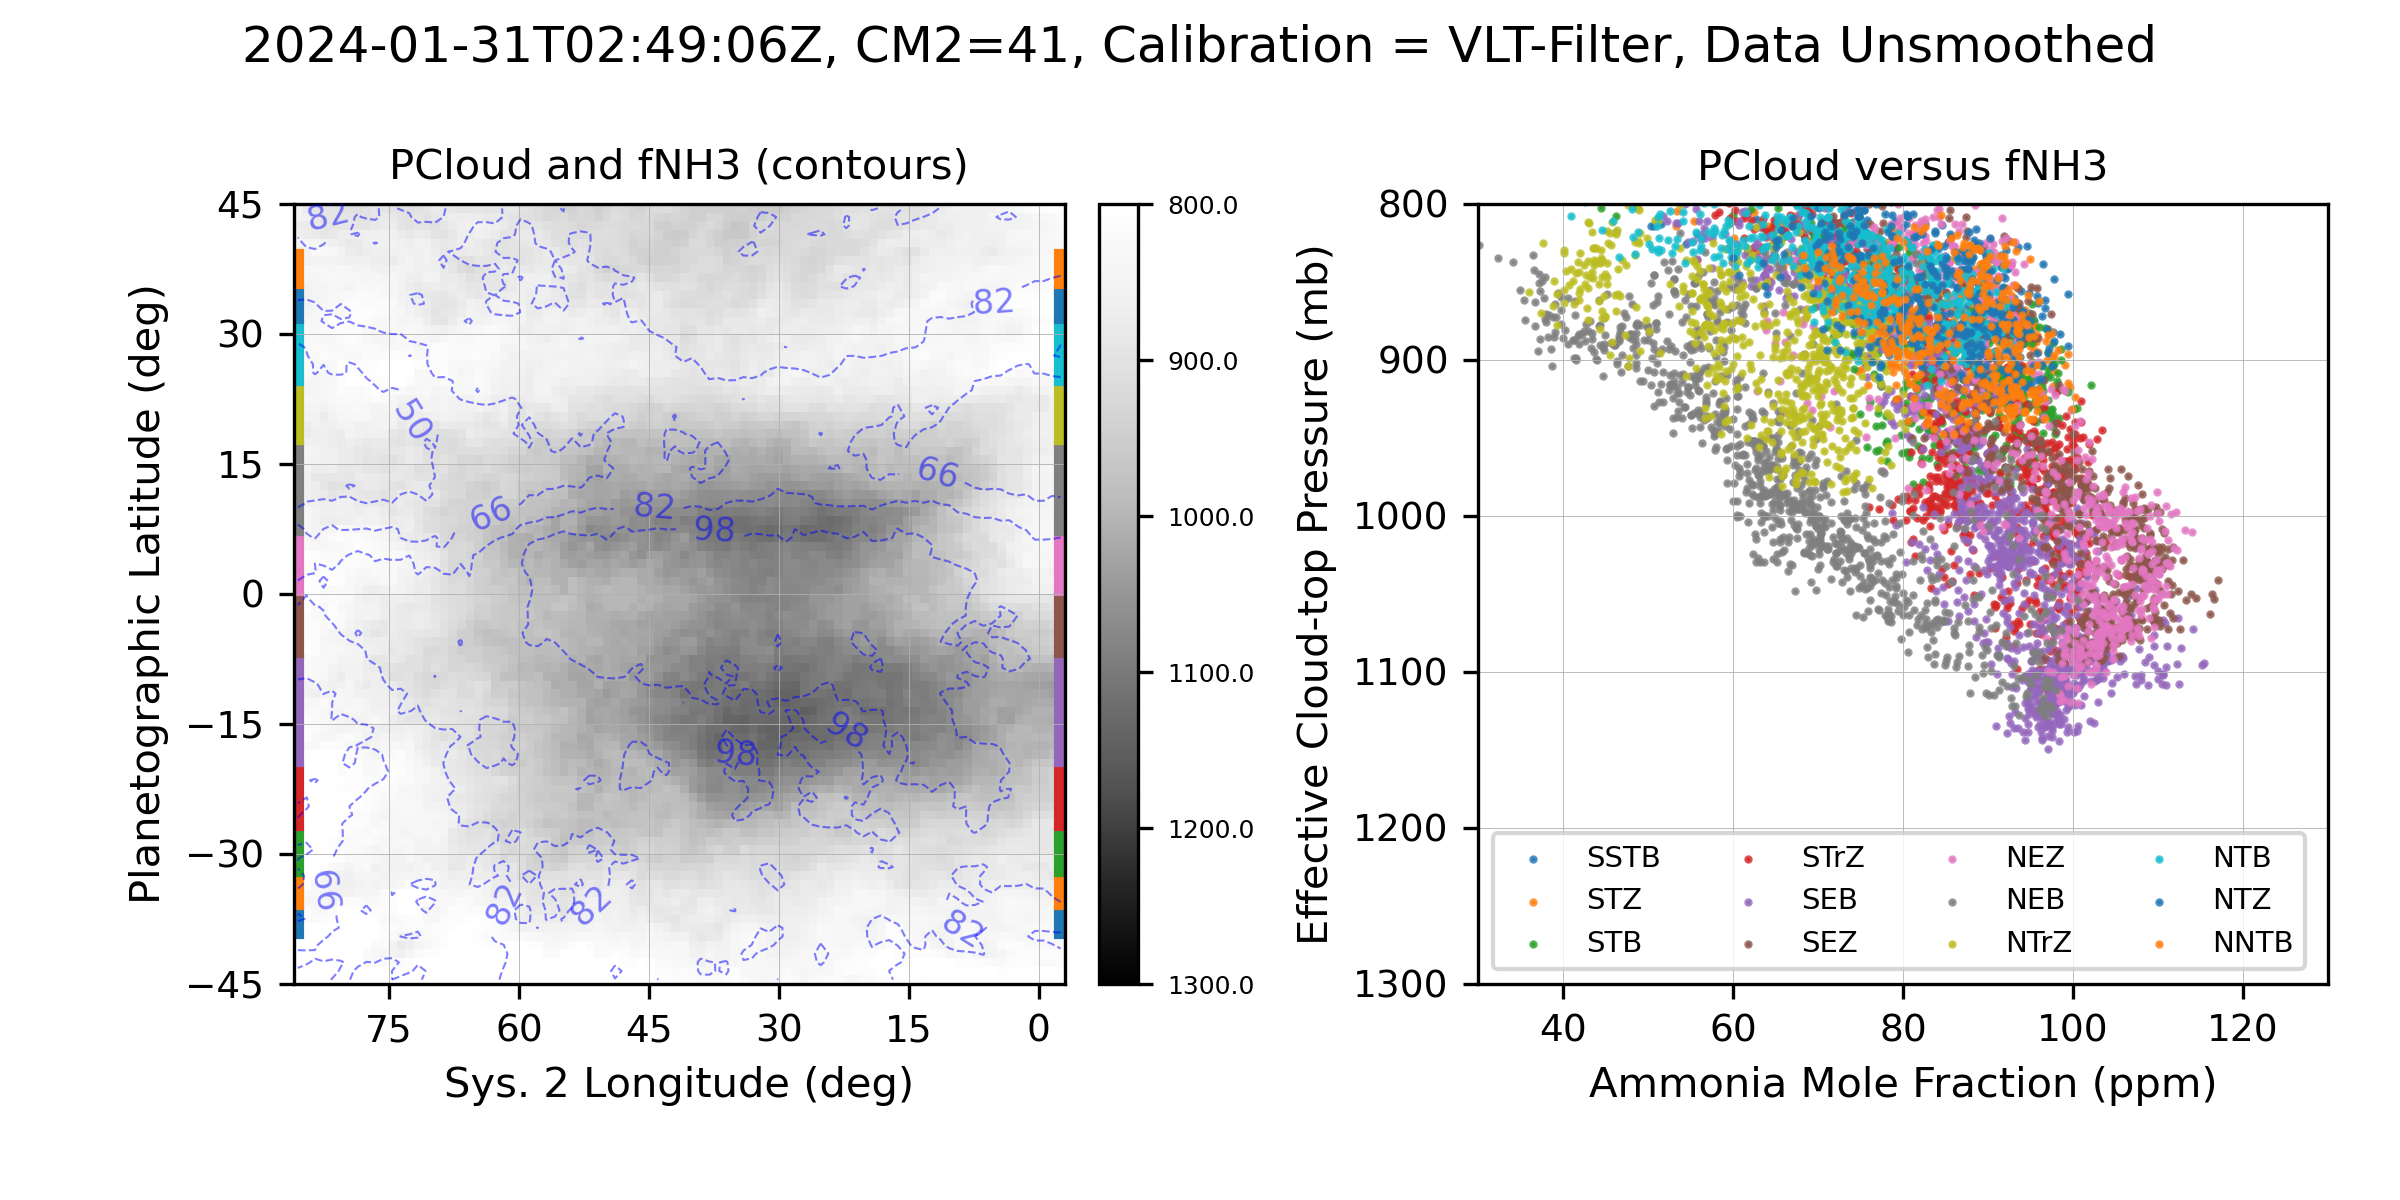 2024-01-31T02:49:06Z, CM2=41, Calibration = VLT-Filter, Data Unsmoothed
PCloud and fNH3 (contours)
Planetographic Latitude (deg)
45
30
15
0
−15
−30
−45
75 60 45 30 15 0
Sys. 2 Longitude (deg)
82
82
50
66
66
82
98
98
98
66
82
82
82
800.0
900.0
1000.0
1100.0
1200.0
1300.0
PCloud versus fNH3
Effective Cloud-top Pressure (mb)
800
900
1000
1100
1200
1300
SSTB STrZ NEZ NTB
STZ SEB NEB NTZ
STB SEZ NTrZ NNTB
40 60 80 100 120
Ammonia Mole Fraction (ppm)